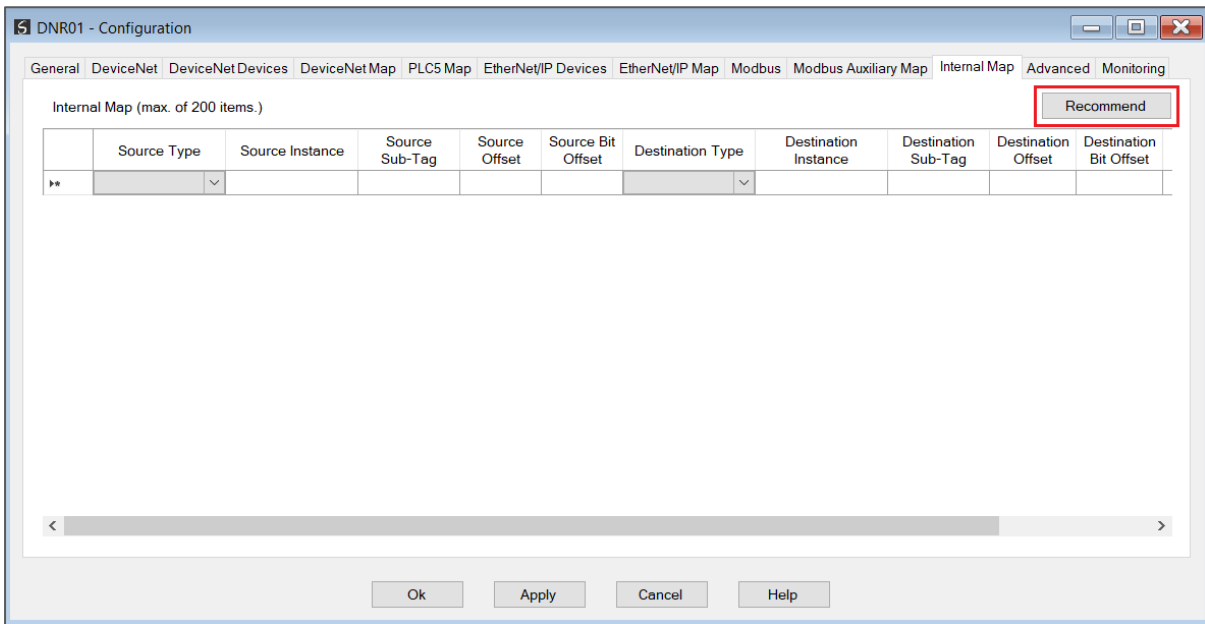 DNR01 - Configuration
General DeviceNet DeviceNet Devices DeviceNet Map PLC5 Map EtherNet/IP Devices EtherNet/IP Map Modbus Modbus Auxiliary Map Internal Map Advanced Monitoring
Internal Map (max. of 200 items.)
Recommend
Source Type
Source Instance
Source
Sub-Tag
Source
Offset
Source Bit
Offset
Destination Type
Destination
Instance
Destination
Sub-Tag
Destination
Offset
Destination
Bit Offset
Ok Apply Cancel Help